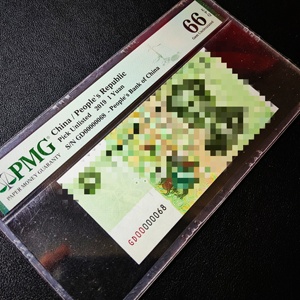 66
PMG
PAPER MONEY GUARANTY
China / People's Republic
Pick Unlisted 2019 1 Yuan
S/N GD00000068 - People's Bank of China
GD00000068